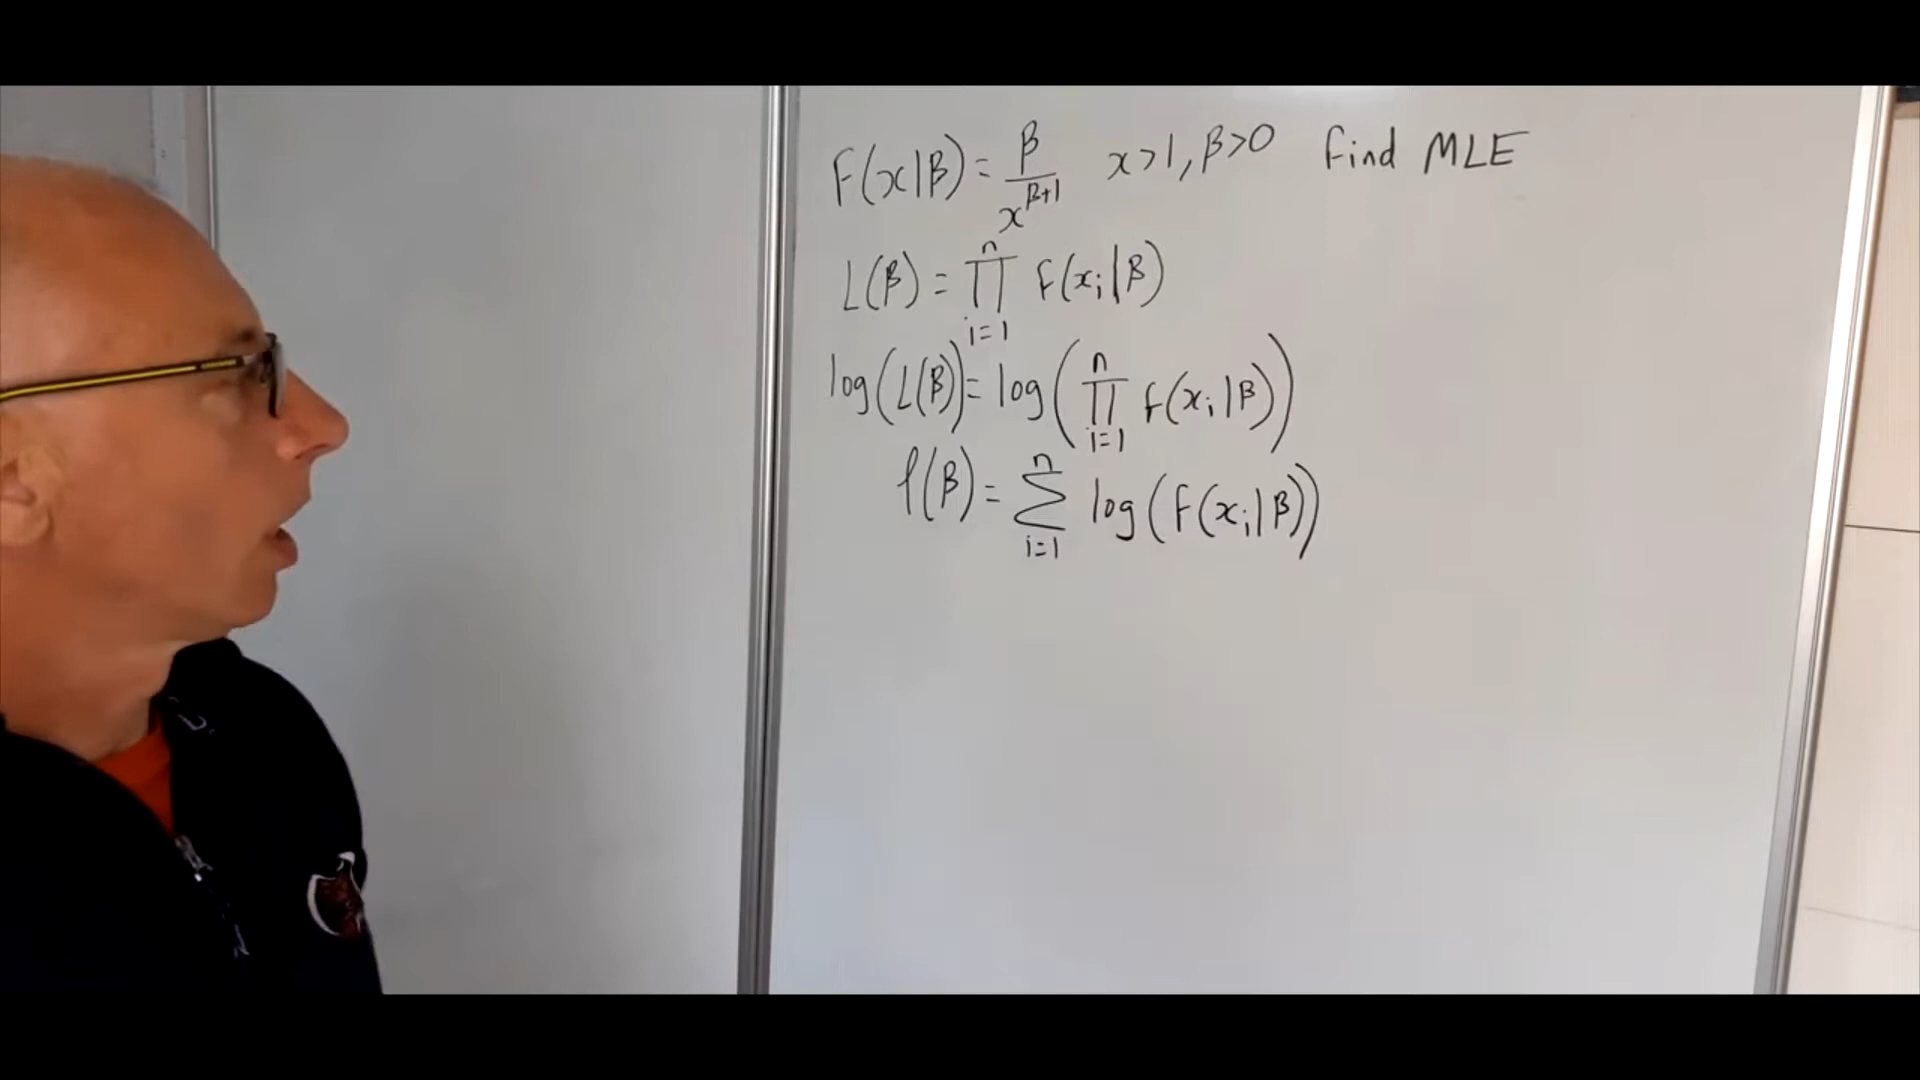 F(x|β) = β/x^(β+1) x>1, β>0 Find MLE
L(β) = ∏_{i=1}^{n} F(x_i|β)
log(L(β)) = log(∏_{i=1}^{n} F(x_i|β))
ℓ(β) = ∑_{i=1}^{n} log(F(x_i|β))